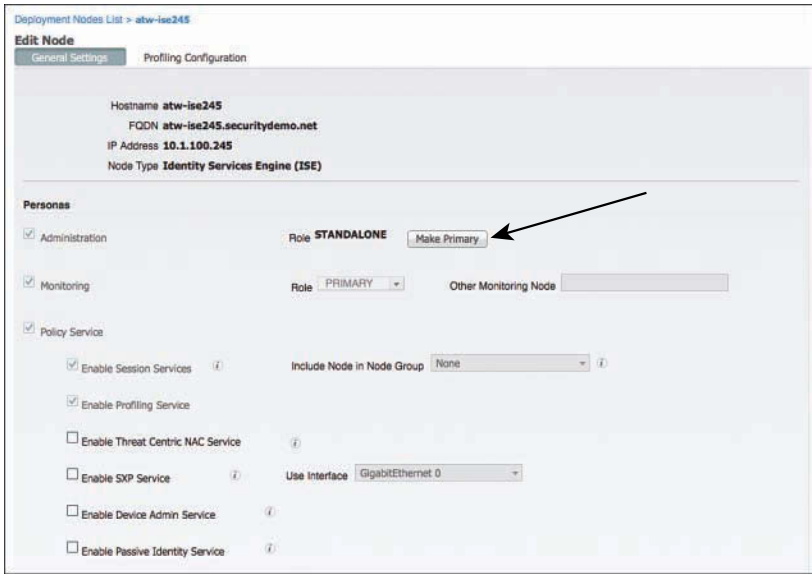 Deployment Nodes List > atw-ise245
Edit Node
General Settings Profiling Configuration
Hostname atw-ise245
FQDN atw-ise245.securitydemo.net
IP Address 10.1.100.245
Node Type Identity Services Engine (ISE)
Personas
Administration Role STANDALONE Make Primary
Monitoring Role PRIMARY Other Monitoring Node
Policy Service
Enable Session Services i Include Node in Node Group None i
Enable Profiling Service
Enable Threat Centric NAC Service i
Enable SXP Service i Use Interface GigabitEthernet 0
Enable Device Admin Service i
Enable Passive Identity Service i